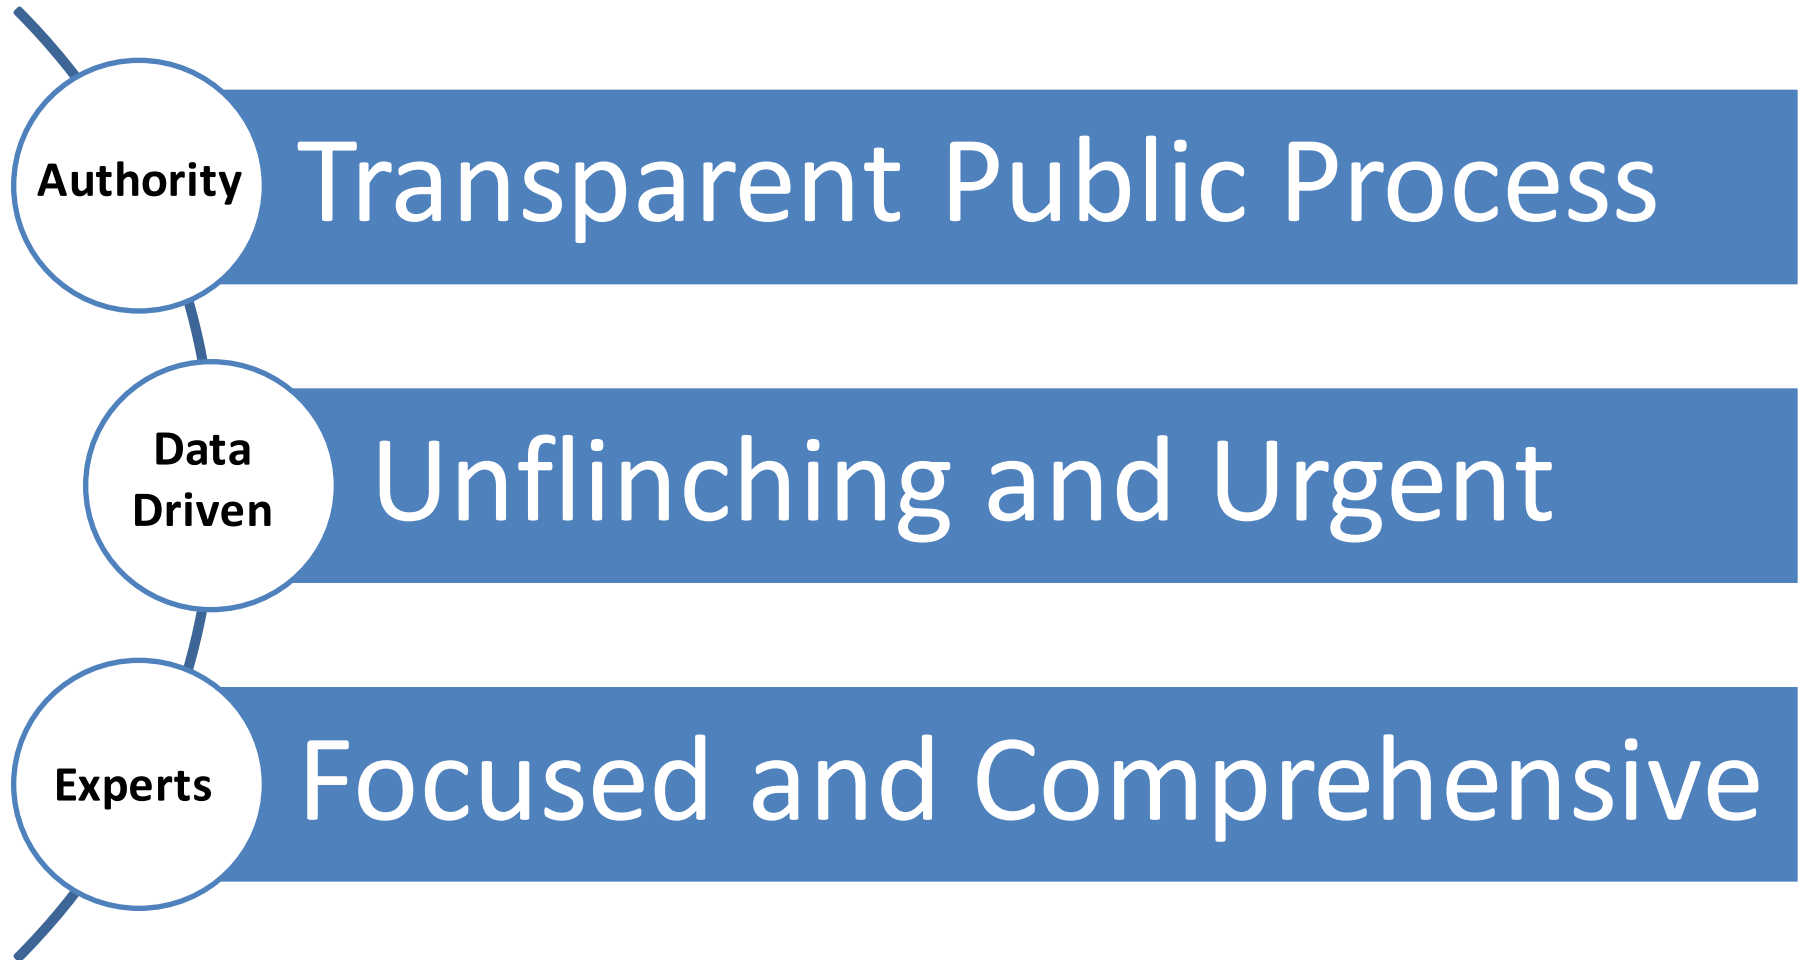 Authority
Transparent Public Process
Data
Driven
Unflinching and Urgent
Experts
Focused and Comprehensive